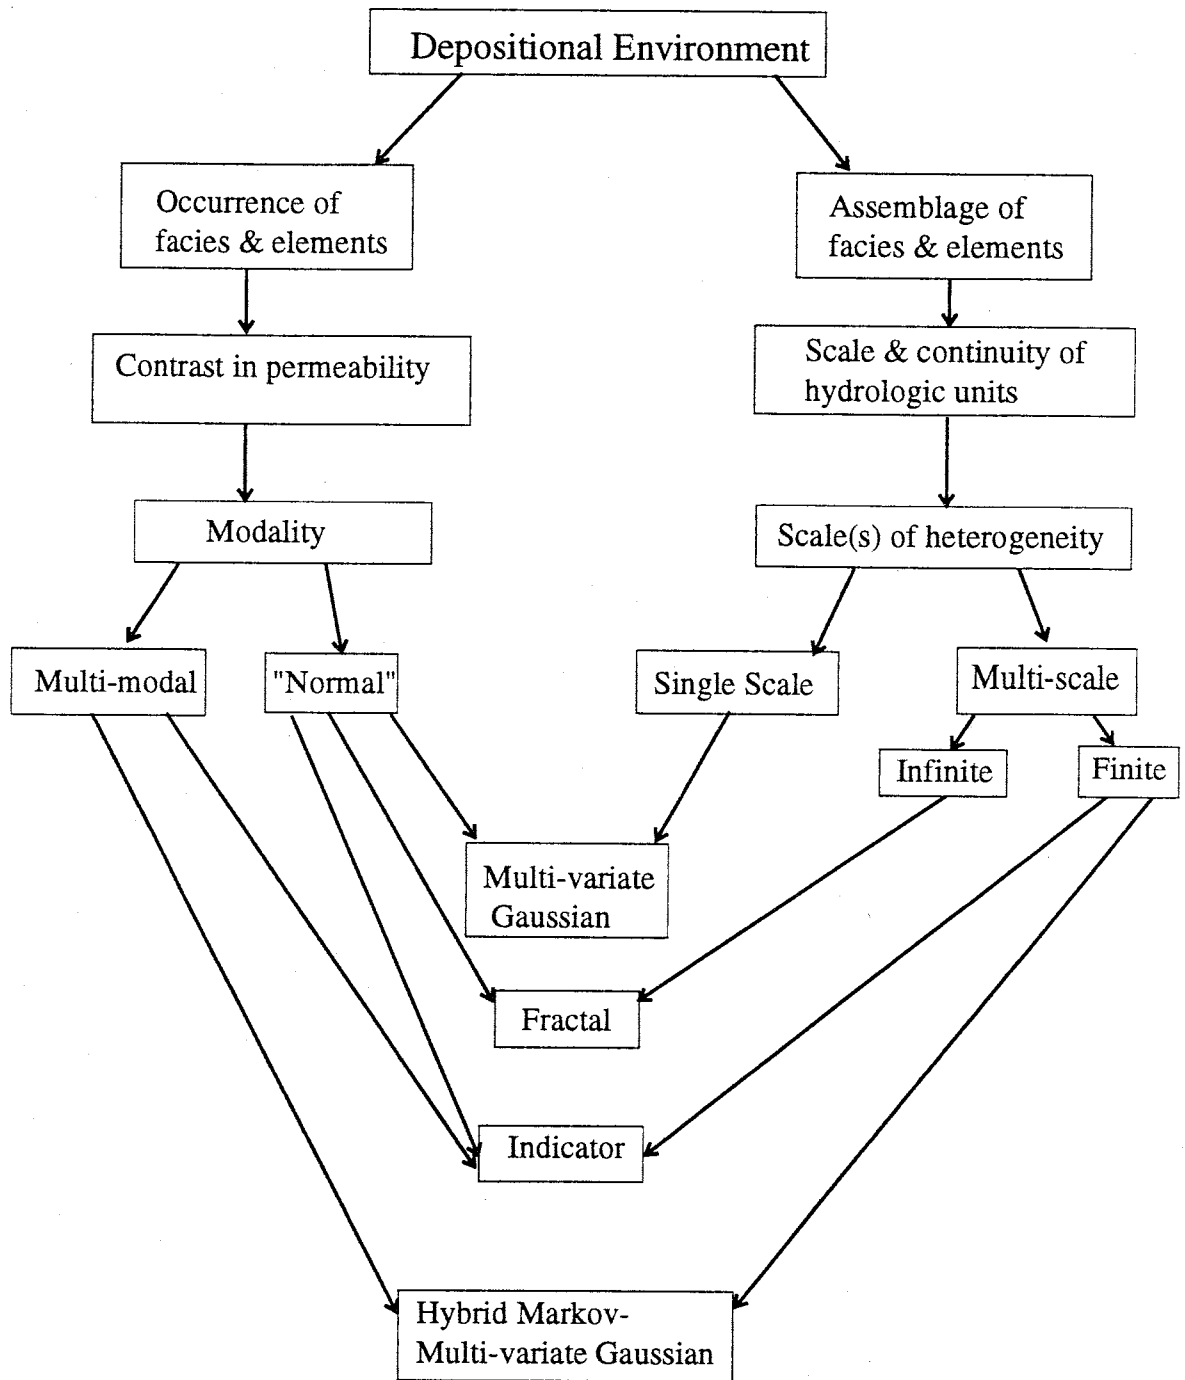 Depositional Environment
Occurrence of
facies & elements
Assemblage of
facies & elements
Contrast in permeability
Scale & continuity of
hydrologic units
Modality
Scale(s) of heterogeneity
Multi-modal
"Normal"
Single Scale
Multi-scale
Infinite
Finite
Multi-variate
Gaussian
Fractal
Indicator
Hybrid Markov-
Multi-variate Gaussian